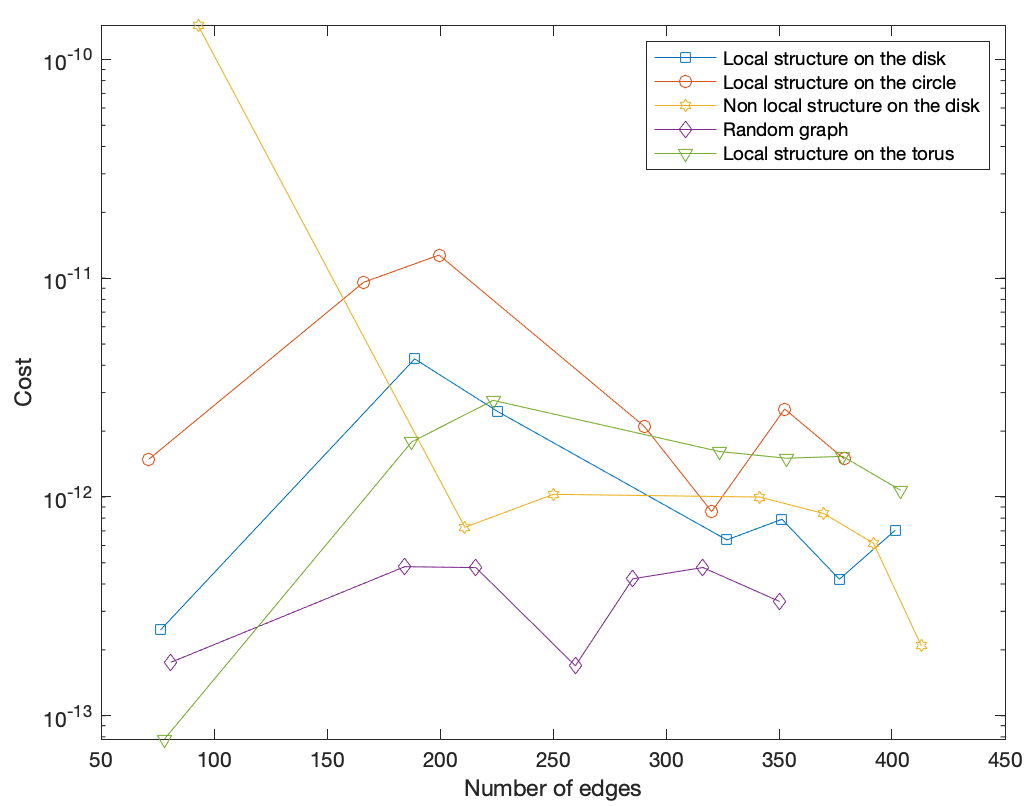 10^-10
10^-11
10^-12
10^-13
Cost
50
100
150
200
250
300
350
400
450
Number of edges
Local structure on the disk
Local structure on the circle
Non local structure on the disk
Random graph
Local structure on the torus